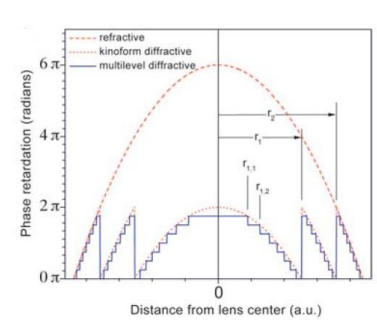 refractive
kinoform diffractive
multilevel diffractive
6 π
4 π
2 π
0 π
Phase retardation (radians)
r2
r1
r1,1
r1,2
0
Distance from lens center (a.u.)